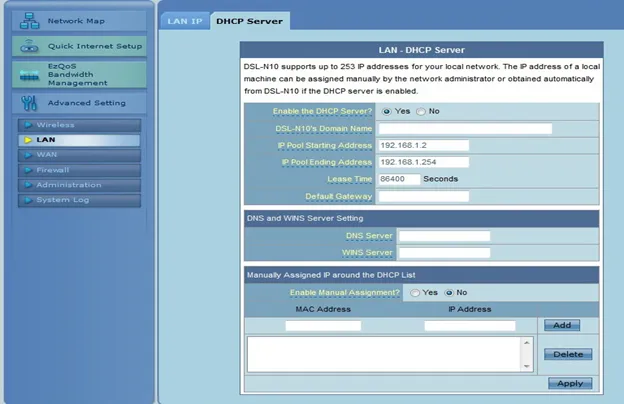 Network Map
Quick Internet Setup
EzQoS
Bandwidth
Management
Advanced Setting
Wireless
LAN
WAN
Firewall
Administration
System Log
LAN IP
DHCP Server
LAN - DHCP Server
DSL-N10 supports up to 253 IP addresses for your local network. The IP address of a local
machine can be assigned manually by the network administrator or obtained automatically
from DSL-N10 if the DHCP server is enabled.
Enable the DHCP Server? Yes No
DSL-N10's Domain Name
IP Pool Starting Address 192.168.1.2
IP Pool Ending Address 192.168.1.254
Lease Time 86400 Seconds
Default Gateway
DNS and WINS Server Setting
DNS Server
WINS Server
Manually Assigned IP around the DHCP List
Enable Manual Assignment? Yes No
MAC Address IP Address
Add
Delete
Apply